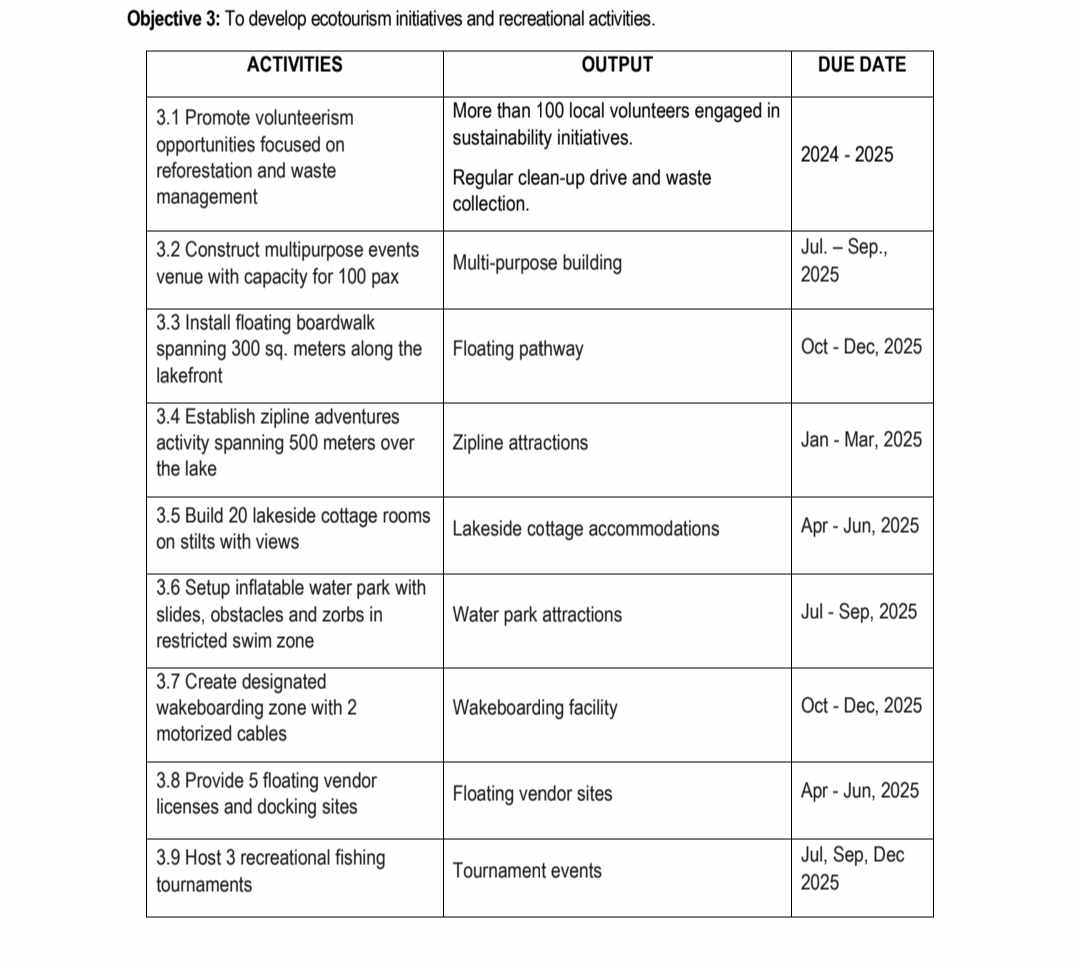 Objective 3: To develop ecotourism initiatives and recreational activities.
ACTIVITIES
OUTPUT
DUE DATE
3.1 Promote volunteerism
opportunities focused on
reforestation and waste
management
More than 100 local volunteers engaged in
sustainability initiatives.
Regular clean-up drive and waste
collection.
2024 - 2025
3.2 Construct multipurpose events
venue with capacity for 100 pax
Multi-purpose building
Jul. – Sep.,
2025
3.3 Install floating boardwalk
spanning 300 sq. meters along the
lakefront
Floating pathway
Oct - Dec, 2025
3.4 Establish zipline adventures
activity spanning 500 meters over
the lake
Zipline attractions
Jan - Mar, 2025
3.5 Build 20 lakeside cottage rooms
on stilts with views
Lakeside cottage accommodations
Apr - Jun, 2025
3.6 Setup inflatable water park with
slides, obstacles and zorbs in
restricted swim zone
Water park attractions
Jul - Sep, 2025
3.7 Create designated
wakeboarding zone with 2
motorized cables
Wakeboarding facility
Oct - Dec, 2025
3.8 Provide 5 floating vendor
licenses and docking sites
Floating vendor sites
Apr - Jun, 2025
3.9 Host 3 recreational fishing
tournaments
Tournament events
Jul, Sep, Dec
2025